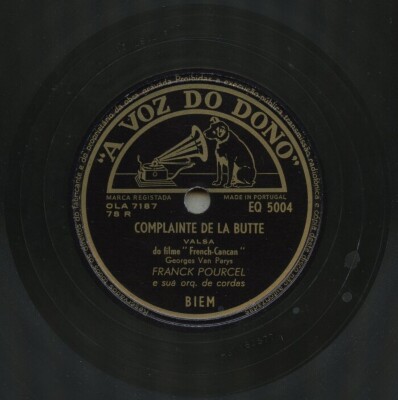 "A VOZ DO DONO"
MARCA REGISTADA
MADE IN PORTUGAL
OLA 7187
78 R
EQ 5004
COMPLAINTE DE LA BUTTE
VALSA
do filme "French-Cancan"
Georges Van Parys
FRANCK POURCEL
e sua orq. de cordas
BIEM